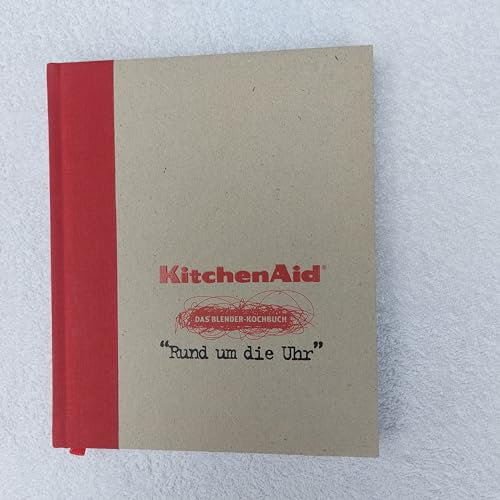 KitchenAid®
DAS BLENDER-KOCHBUCH
“Rund um die Uhr”